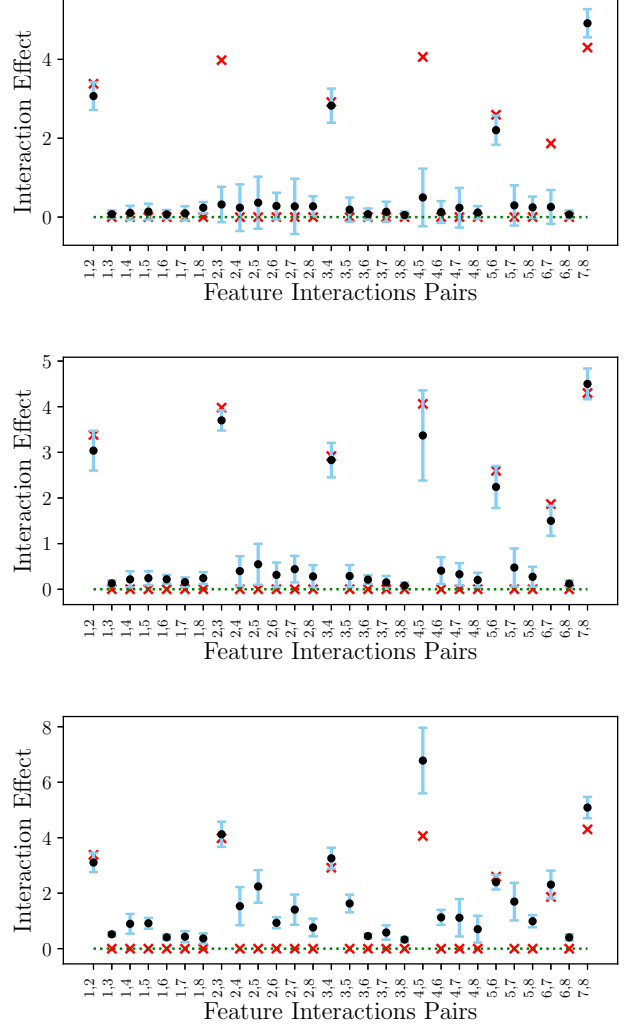 Interaction Effect
4
2
0
1,2 1,3 1,4 1,5 1,6 1,7 1,8 2,3 2,4 2,5 2,6 2,7 2,8 3,4 3,5 3,6 3,7 3,8 4,5 4,6 4,7 4,8 5,6 5,7 5,8 6,7 6,8 7,8
Feature Interactions Pairs
Interaction Effect
5
4
3
2
1
0
1,2 1,3 1,4 1,5 1,6 1,7 1,8 2,3 2,4 2,5 2,6 2,7 2,8 3,4 3,5 3,6 3,7 3,8 4,5 4,6 4,7 4,8 5,6 5,7 5,8 6,7 6,8 7,8
Feature Interactions Pairs
Interaction Effect
8
6
4
2
0
1,2 1,3 1,4 1,5 1,6 1,7 1,8 2,3 2,4 2,5 2,6 2,7 2,8 3,4 3,5 3,6 3,7 3,8 4,5 4,6 4,7 4,8 5,6 5,7 5,8 6,7 6,8 7,8
Feature Interactions Pairs